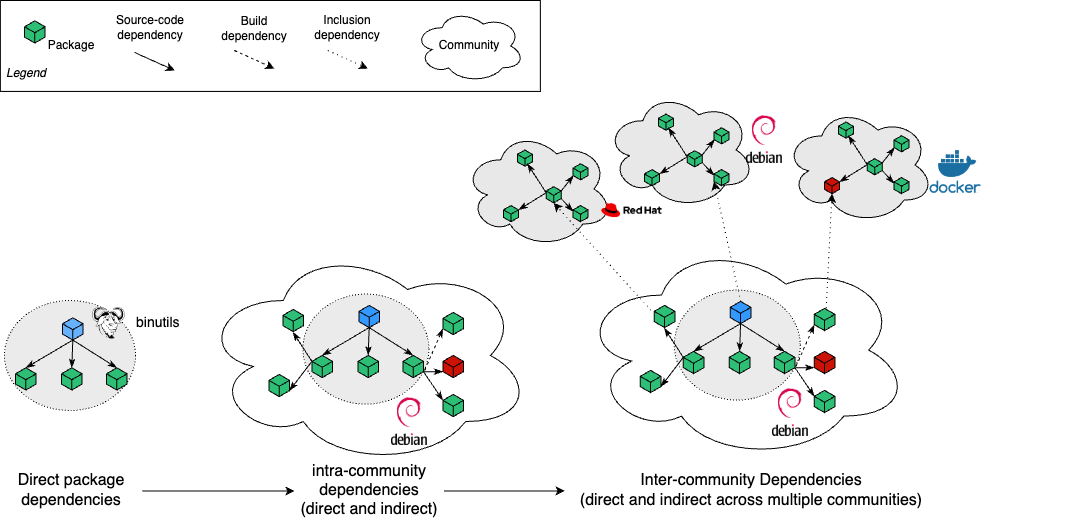 Source-code
dependency
Build
dependency
Inclusion
dependency
Package
Community
Legend
debian
docker
Red Hat
binutils
debian
debian
Direct package
dependencies
intra-community
dependencies
(direct and indirect)
Inter-community Dependencies
(direct and indirect across multiple communities)